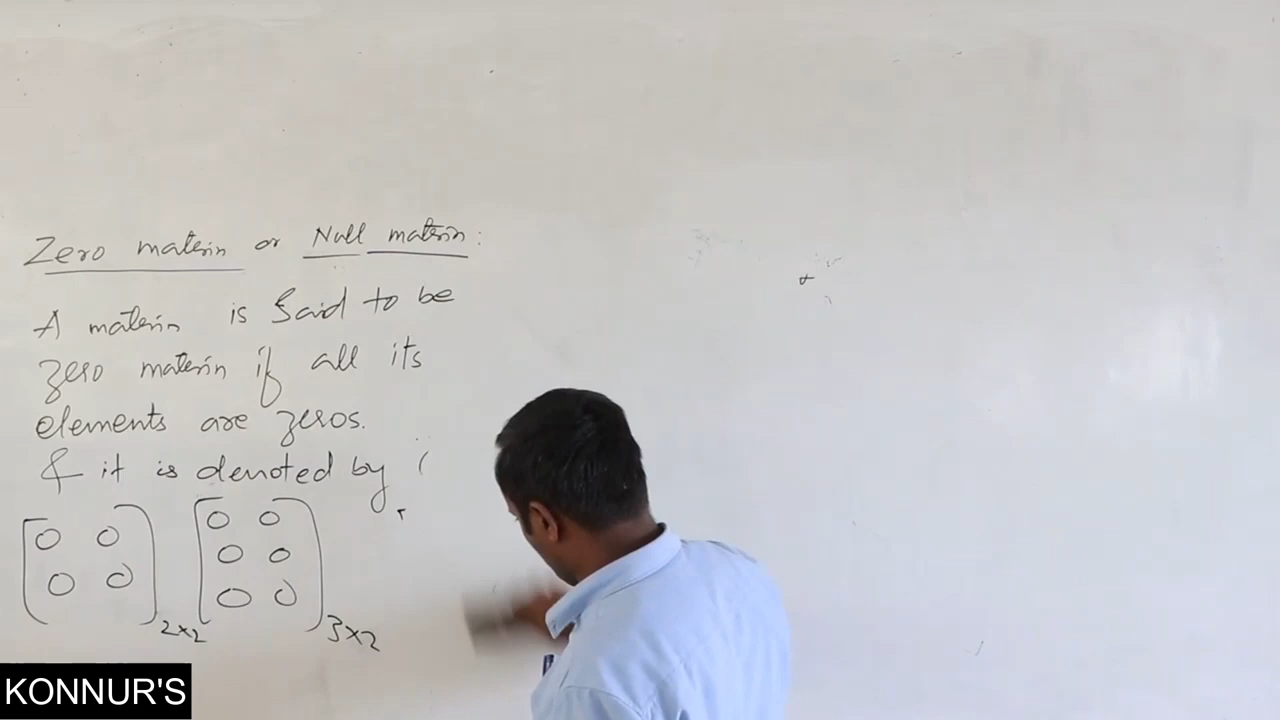 Zero matrix or Null matrix:
A matrix is Said to be
zero matrix if all its
elements are zeros.
& it is denoted by (
0 0 0 0
0 0 0 0
0 0
2×2 3×2
KONNUR'S